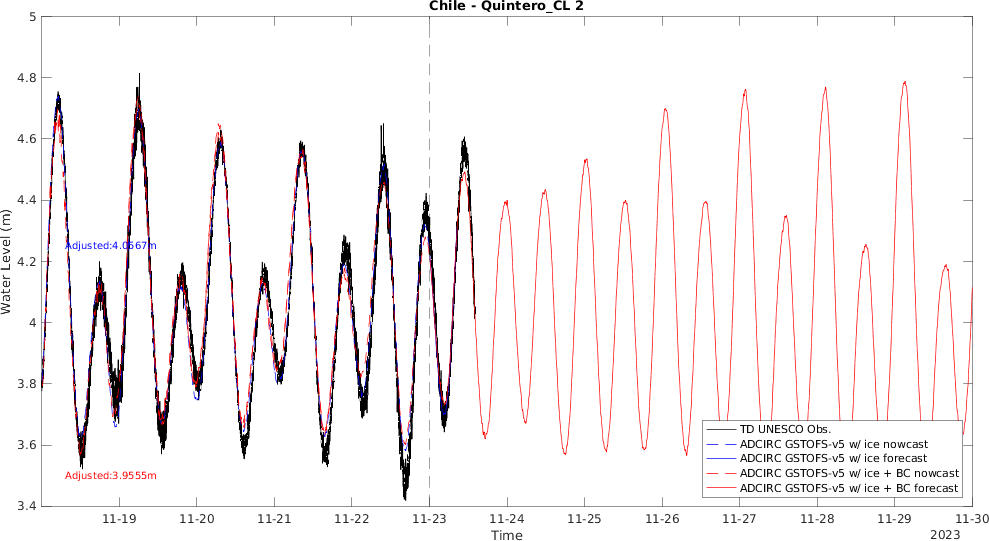 Chile - Quintero_CL 2
5
4.8
4.6
4.4
4.2
4
3.8
3.6
3.4
Water Level (m)
Adjusted:4.0667m
Adjusted:3.9555m
TD UNESCO Obs.
ADCIRC GSTOFS-v5 w/ ice nowcast
ADCIRC GSTOFS-v5 w/ ice forecast
ADCIRC GSTOFS-v5 w/ ice + BC nowcast
ADCIRC GSTOFS-v5 w/ ice + BC forecast
11-19 11-20 11-21 11-22 11-23 11-24 11-25 11-26 11-27 11-28 11-29 11-30
Time
2023